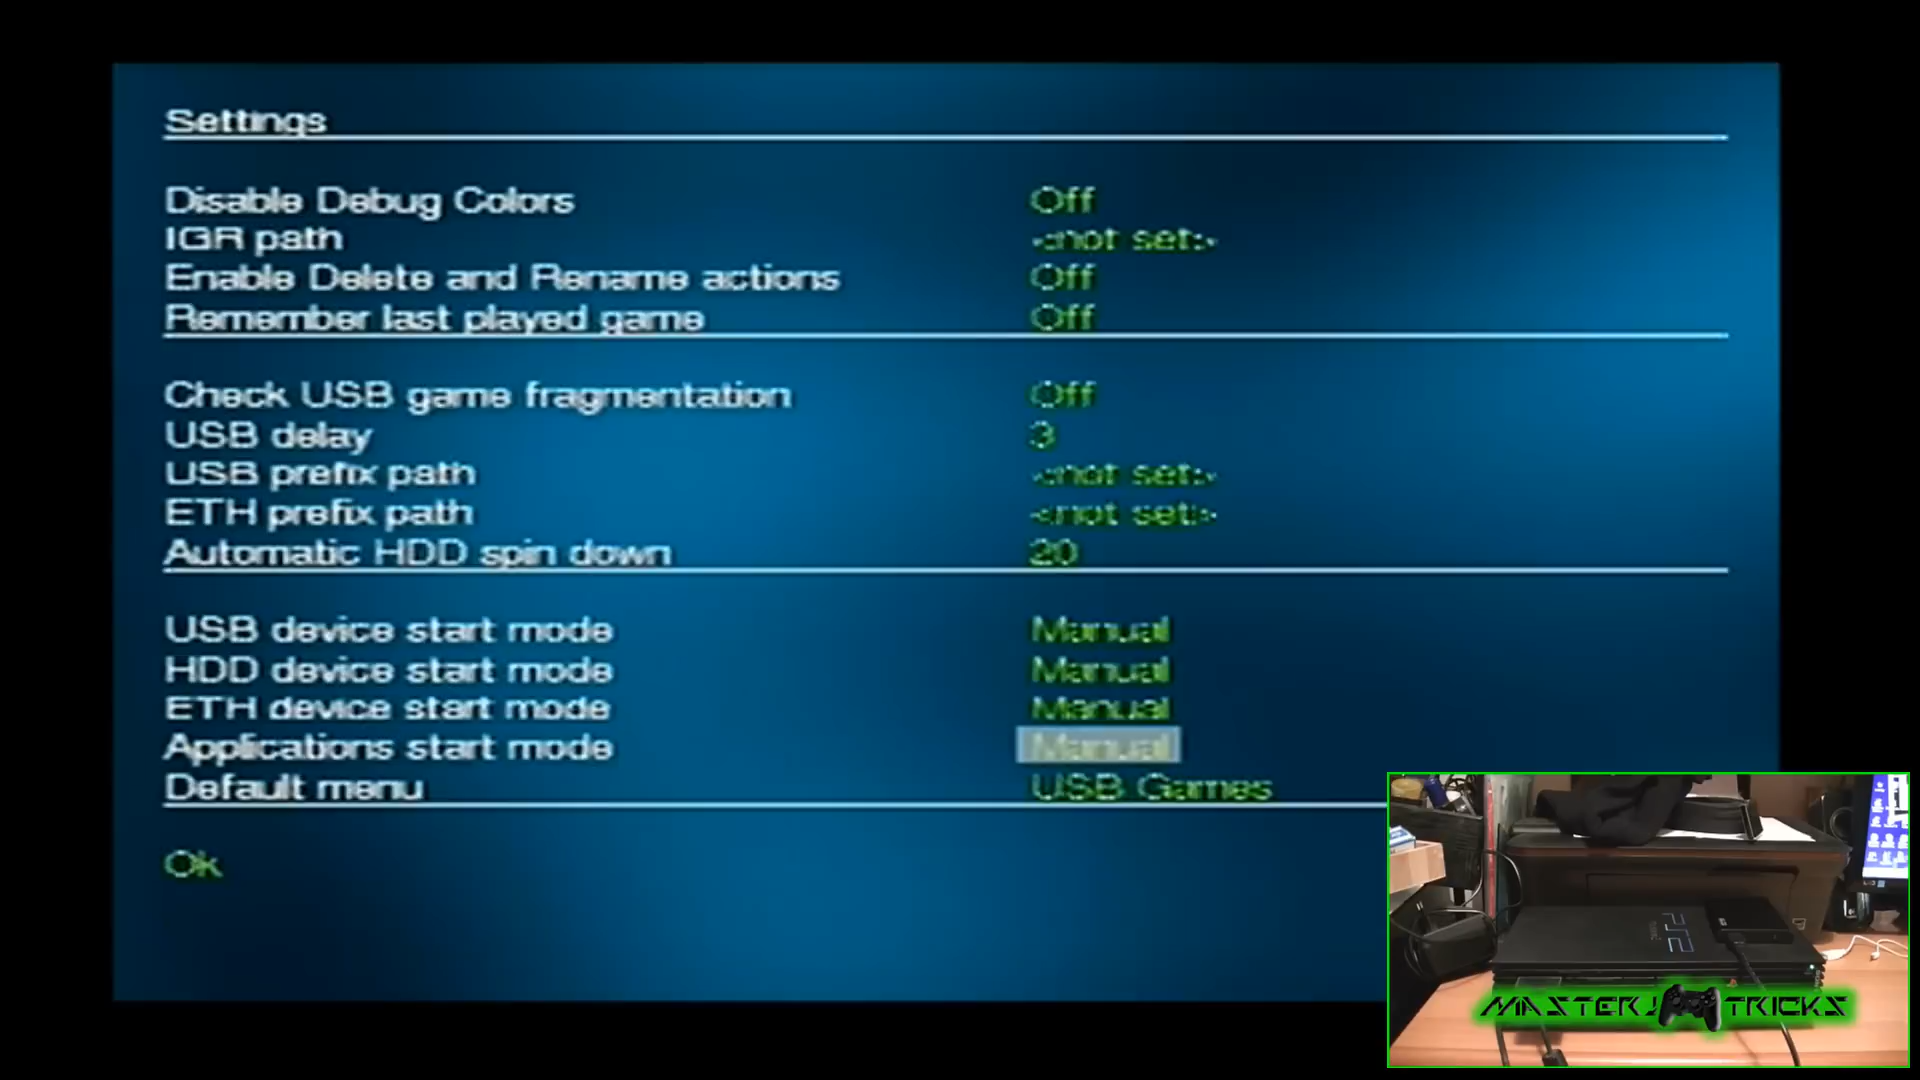 Settings
Disable Debug Colors Off
IGR path <not set>
Enable Delete and Rename actions Off
Remember last played game Off
Check USB game fragmentation Off
USB delay 3
USB prefix path <not set>
ETH prefix path <not set>
Automatic HDD spin down 20
USB device start mode Manual
HDD device start mode Manual
ETH device start mode Manual
Applications start mode Manual
Default menu USB Games
Ok
PS2
MASTERJ TRICKS